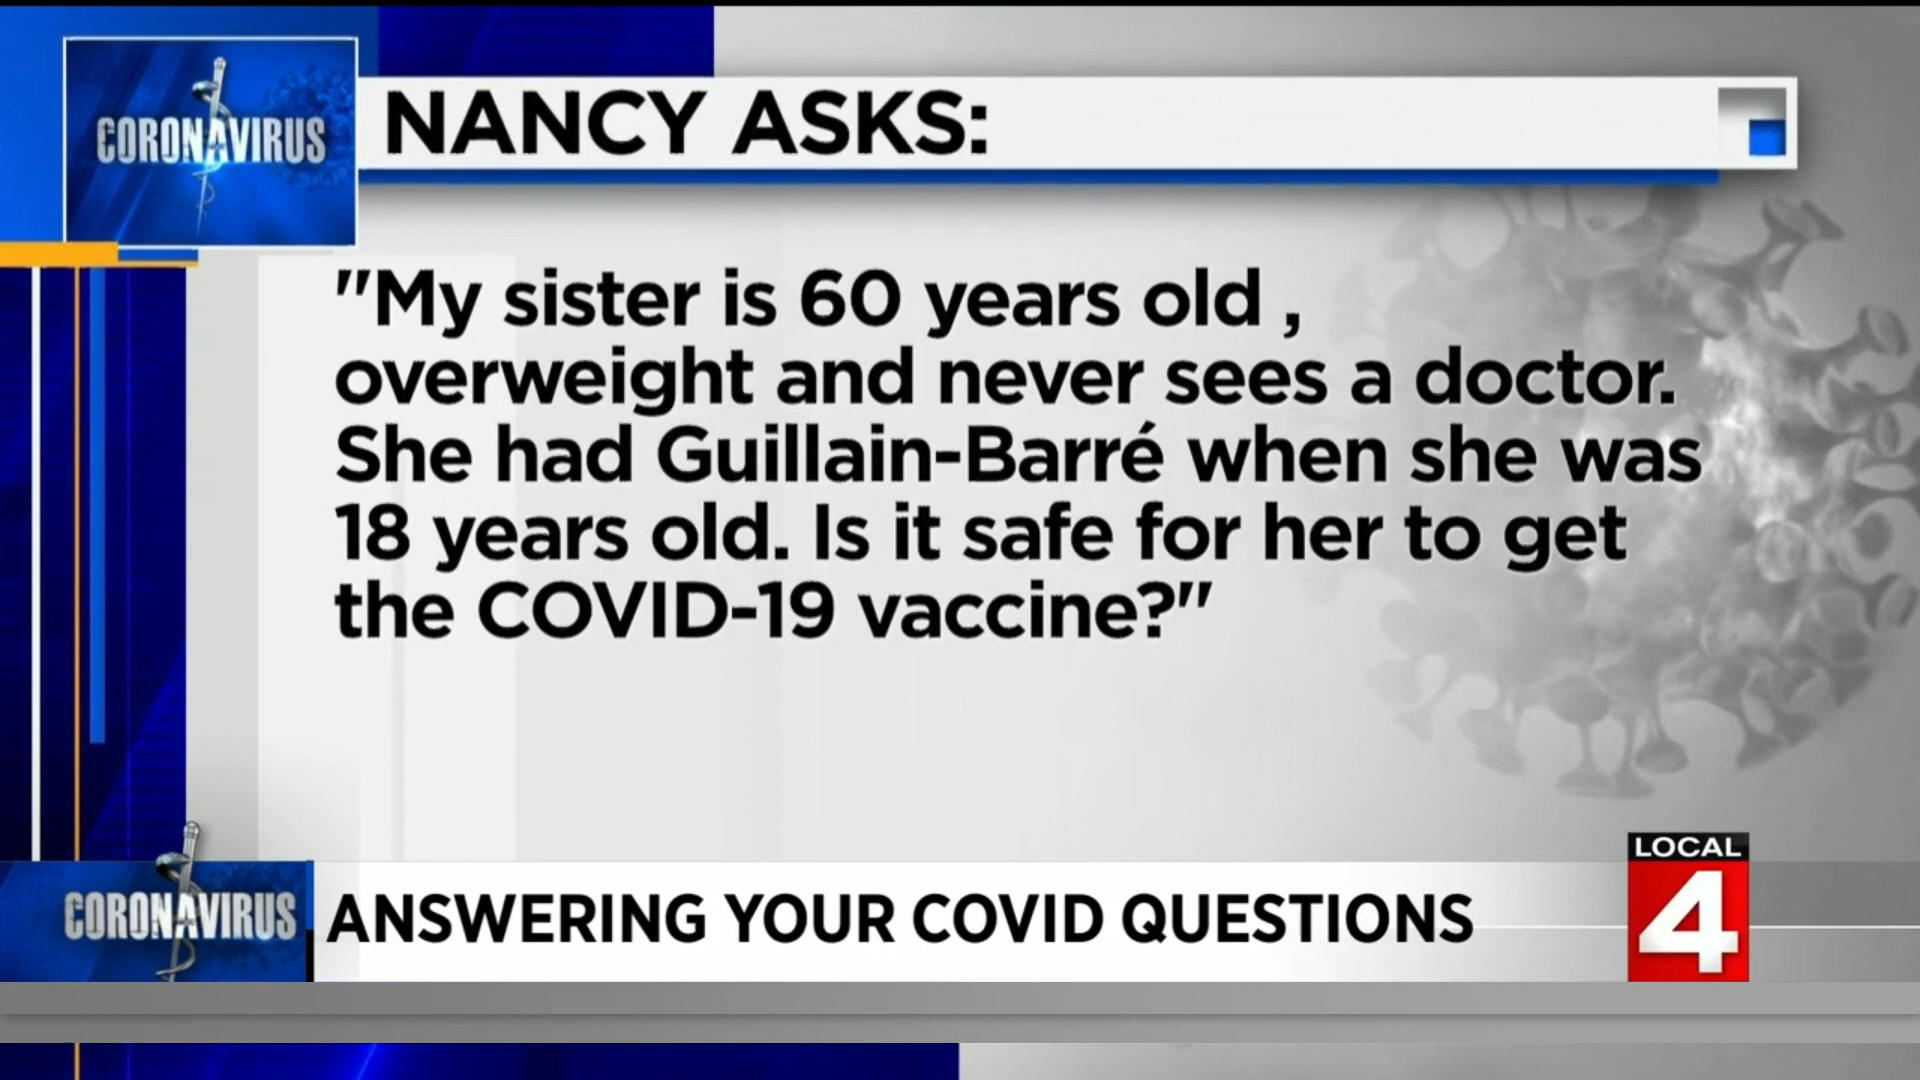 CORONAVIRUS
NANCY ASKS:
"My sister is 60 years old ,
overweight and never sees a doctor.
She had Guillain-Barré when she was
18 years old. Is it safe for her to get
the COVID-19 vaccine?"
CORONAVIRUS
ANSWERING YOUR COVID QUESTIONS
LOCAL
4